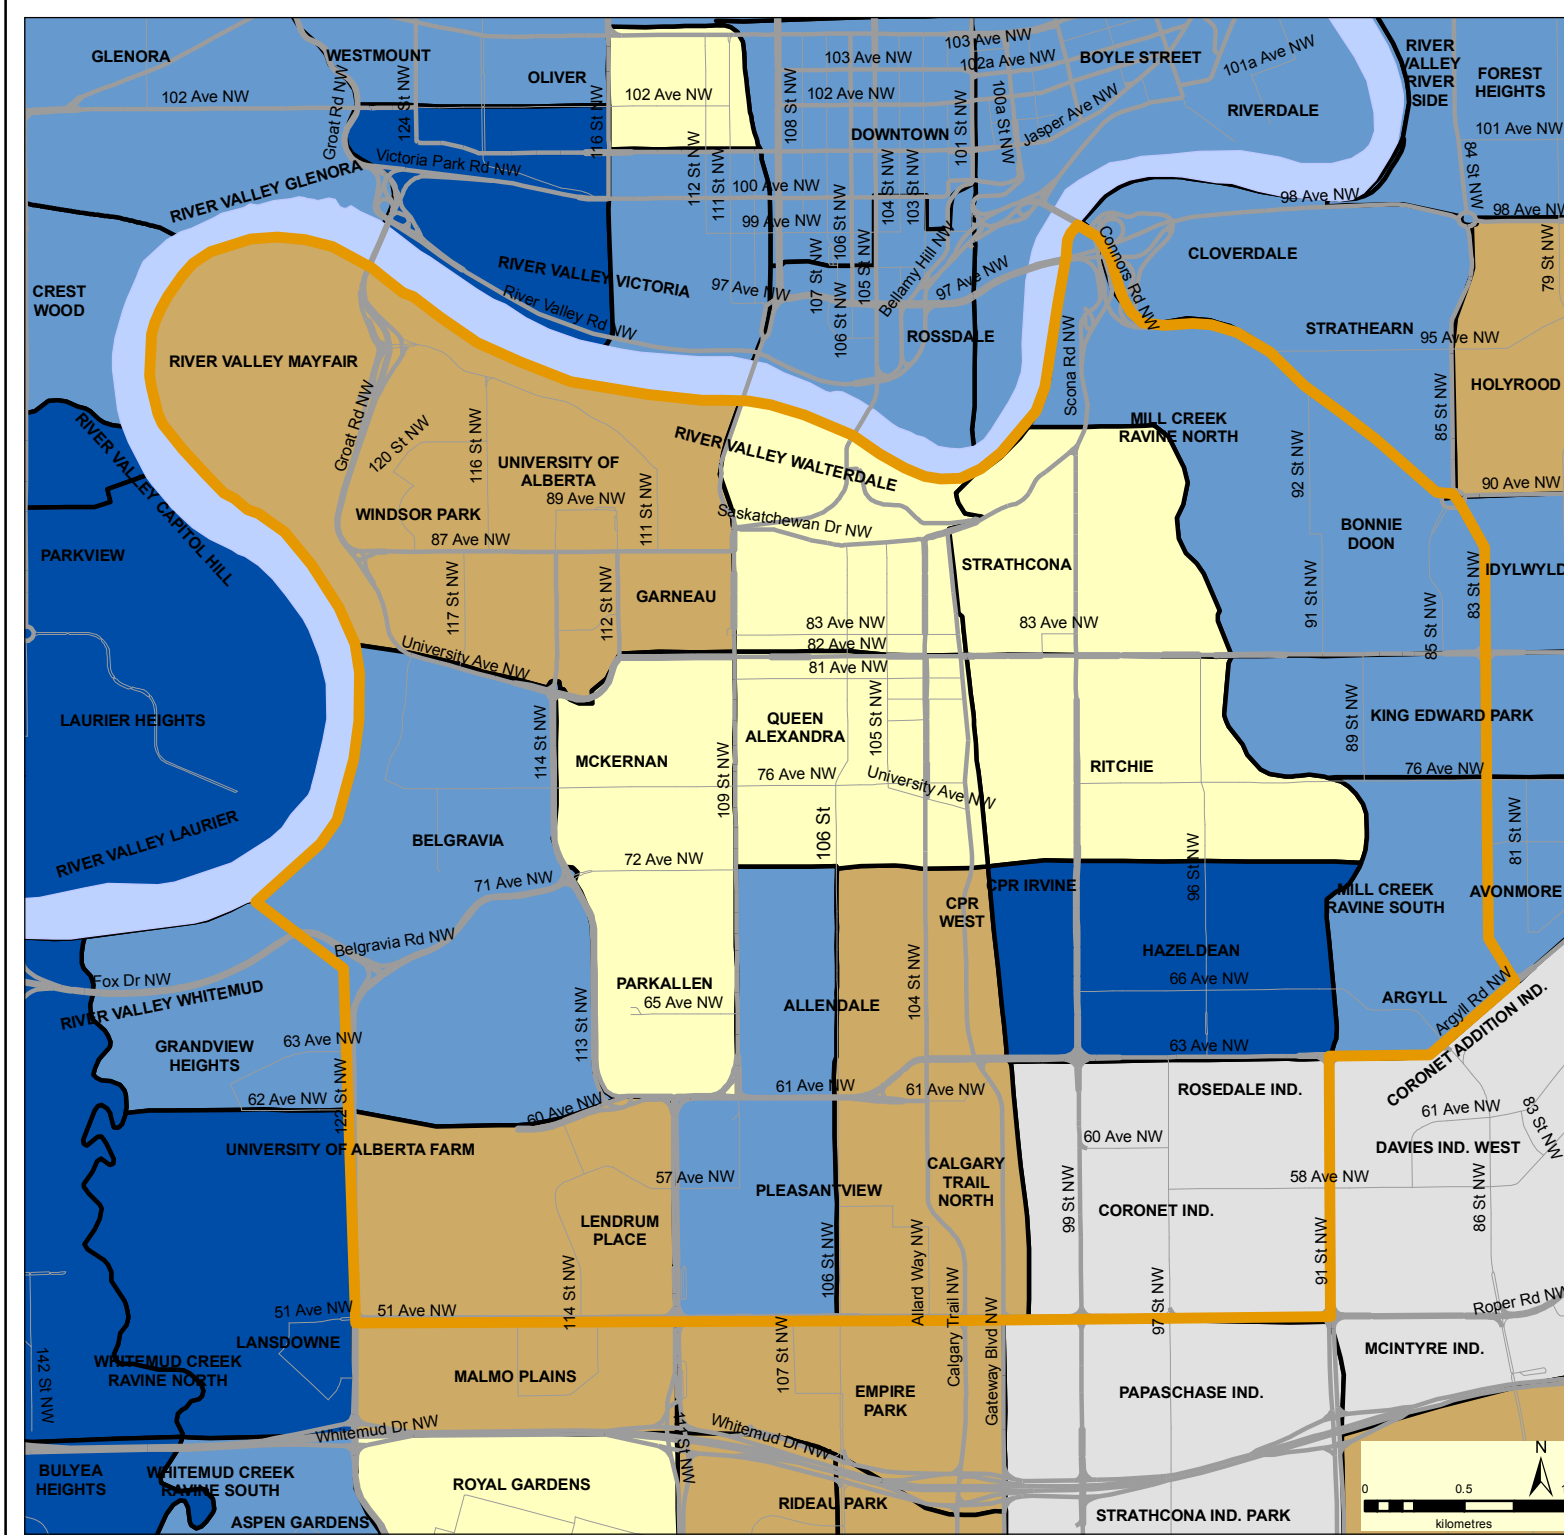 GLENORA
WESTMOUNT
OLIVER
103 Ave NW
103 Ave NW
102a Ave NW
BOYLE STREET
101a Ave NW
RIVER
VALLEY
RIVER
SIDE
FOREST
HEIGHTS
102 Ave NW
Groat Rd NW
124 St NW
116 St NW
102 Ave NW
108 St NW
102 Ave NW
DOWNTOWN
101 St NW
100a St NW
Jasper Ave NW
RIVERDALE
101 Ave NW
84 St NW
Victoria Park Rd NW
RIVER VALLEY GLENORA
112 St NW
111 St NW
100 Ave NW
99 Ave NW
106 St NW
104 St NW
103 St NW
98 Ave NW
98 Ave NW
79 St NW
CREST
WOOD
RIVER VALLEY VICTORIA
River Valley Rd NW
97 Ave NW
107 St NW
106 St NW
105 St NW
Bellamy Hill NW
97 Ave NW
Connors Rd NW
CLOVERDALE
ROSSDALE
Scona Rd NW
STRATHEARN
95 Ave NW
HOLYROOD
85 St NW
RIVER VALLEY MAYFAIR
Groat Rd NW
120 St NW
116 St NW
UNIVERSITY OF
ALBERTA
89 Ave NW
111 St NW
RIVER VALLEY WALTERDALE
MILL CREEK
RAVINE NORTH
92 St NW
90 Ave NW
RIVER VALLEY CAPITOL HILL
PARKVIEW
WINDSOR PARK
87 Ave NW
Saskatchewan Dr NW
STRATHCONA
BONNIE
DOON
IDYLWYLD
83 St NW
117 St NW
112 St NW
GARNEAU
83 Ave NW
83 Ave NW
91 St NW
85 St NW
University Ave NW
82 Ave NW
81 Ave NW
LAURIER HEIGHTS
114 St NW
MCKERNAN
109 St NW
QUEEN
ALEXANDRA
105 St NW
76 Ave NW
University Ave NW
RITCHIE
89 St NW
KING EDWARD PARK
76 Ave NW
RIVER VALLEY LAURIER
BELGRAVIA
106 St
72 Ave NW
71 Ave NW
96 St NW
81 St NW
CPR IRVINE
CPR
WEST
MILL CREEK
RAVINE SOUTH
AVONMORE
Belgravia Rd NW
Fox Dr NW
RIVER VALLEY WHITEMUD
HAZELDEAN
66 Ave NW
PARKALLEN
65 Ave NW
ALLENDALE
104 St NW
ARGYLL
Argyll Rd NW
CORONET ADDITION IND.
63 Ave NW
GRANDVIEW
HEIGHTS
113 St NW
63 Ave NW
62 Ave NW
122 St NW
60 Ave NW
61 Ave NW
61 Ave NW
ROSEDALE IND.
61 Ave NW
83 St NW
UNIVERSITY OF ALBERTA FARM
60 Ave NW
DAVIES IND. WEST
57 Ave NW
PLEASANTVIEW
CALGARY
TRAIL
NORTH
58 Ave NW
86 St NW
LENDRUM
PLACE
99 St NW
CORONET IND.
91 St NW
114 St NW
106 St NW
Allard Way NW
Calgary Trail NW
Gateway Blvd NW
97 St NW
51 Ave NW
51 Ave NW
Roper Rd NW
LANSDOWNE
142 St NW
WHITEMUD CREEK
RAVINE NORTH
MALMO PLAINS
107 St NW
EMPIRE
PARK
PAPASCHASE IND.
MCINTYRE IND.
Whitemud Dr NW
111 St NW
Whitemud Dr NW
BULYEA
HEIGHTS
WHITEMUD CREEK
RAVINE SOUTH
ASPEN GARDENS
ROYAL GARDENS
RIDEAU PARK
STRATHCONA IND. PARK
N
0 0.5 1
kilometres